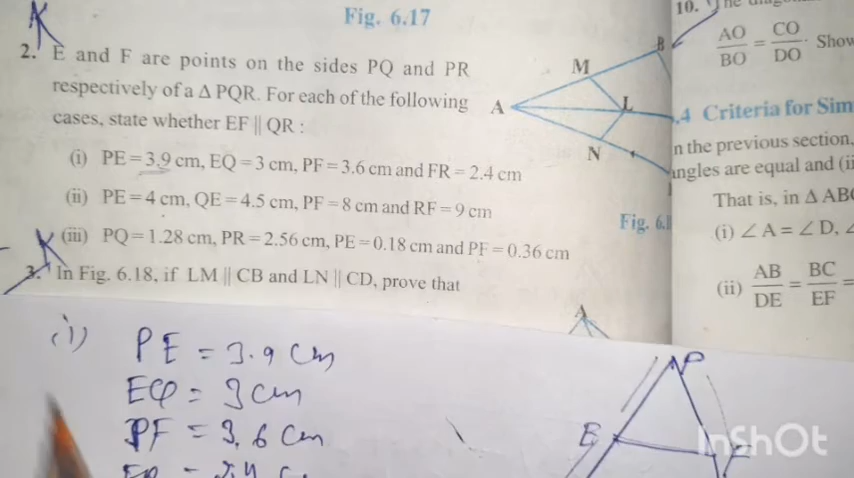 Fig. 6.17
2. E and F are points on the sides PQ and PR
respectively of a Δ PQR. For each of the following
cases, state whether EF || QR :
(i) PE = 3.9 cm, EQ = 3 cm, PF = 3.6 cm and FR = 2.4 cm
(ii) PE = 4 cm, QE = 4.5 cm, PF = 8 cm and RF = 9 cm
(iii) PQ = 1.28 cm, PR = 2.56 cm, PE = 0.18 cm and PF = 0.36 cm
3. In Fig. 6.18, if LM || CB and LN || CD, prove that
A
M
B
L
N
Fig. 6.1
10. The
AO/BO = CO/DO. Show
.4 Criteria for Sim
n the previous section,
angles are equal and (ii
That is, in Δ AB
(i) ∠ A = ∠ D,
(ii) AB/DE = BC/EF =
A
(i) PE = 3.9 cm
EQ = 3 cm
PF = 3.6 cm
P
E
F
InShOt